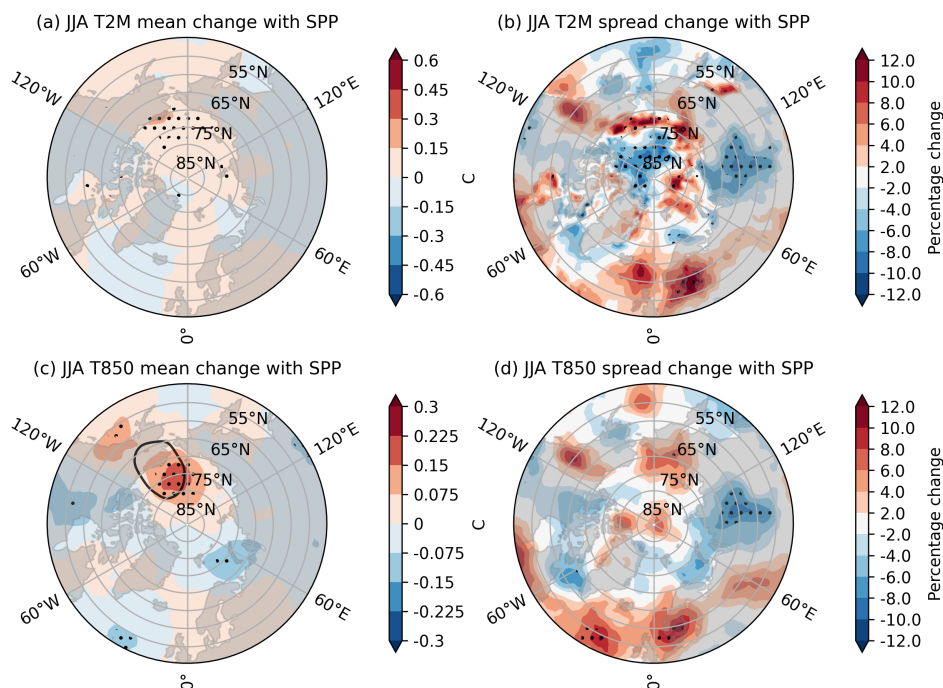 (a) JJA T2M mean change with SPP
55°N
65°N
75°N
85°N
120°W
120°E
60°W
60°E
0°
0.6
0.45
0.3
0.15
0
-0.15
-0.3
-0.45
-0.6
C
(b) JJA T2M spread change with SPP
55°N
65°N
75°N
85°N
120°W
120°E
60°W
60°E
0°
12.0
10.0
8.0
6.0
4.0
2.0
-2.0
-4.0
-6.0
-8.0
-10.0
-12.0
Percentage change
(c) JJA T850 mean change with SPP
55°N
65°N
75°N
85°N
120°W
120°E
60°W
60°E
0°
0.3
0.225
0.15
0.075
0
-0.075
-0.15
-0.225
-0.3
C
(d) JJA T850 spread change with SPP
55°N
65°N
75°N
85°N
120°W
120°E
60°W
60°E
0°
12.0
10.0
8.0
6.0
4.0
2.0
-2.0
-4.0
-6.0
-8.0
-10.0
-12.0
Percentage change